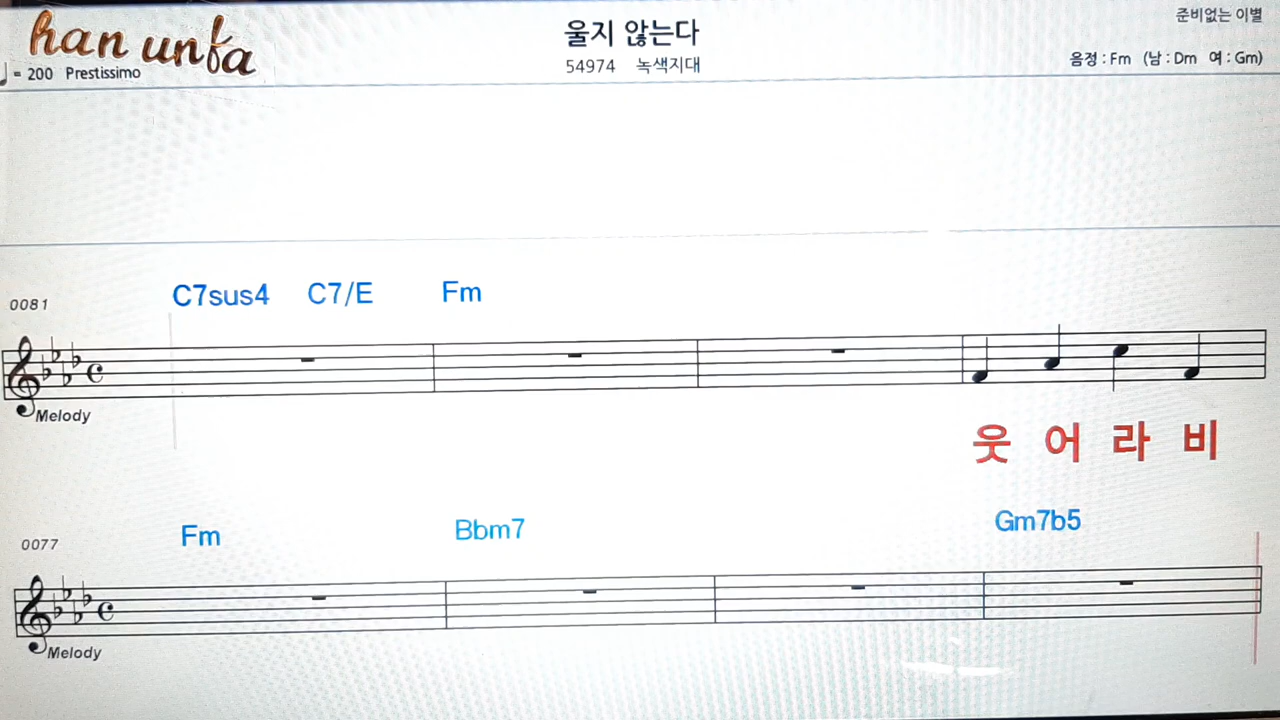 han unfa
울지 않는다
준비없는 이별
= 200 Prestissimo
54974 녹색지대
음정 : Fm (남 : Dm 여 : Gm)
0081
C7sus4 C7/E Fm
Melody
웃 어 라 비
0077
Fm Bbm7 Gm7b5
Melody